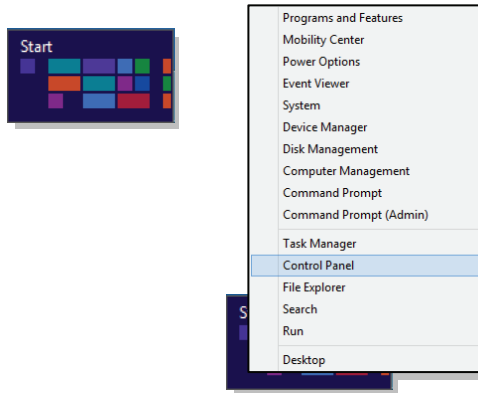 Start
Programs and Features
Mobility Center
Power Options
Event Viewer
System
Device Manager
Disk Management
Computer Management
Command Prompt
Command Prompt (Admin)
Task Manager
Control Panel
File Explorer
Search
Run
Desktop
S